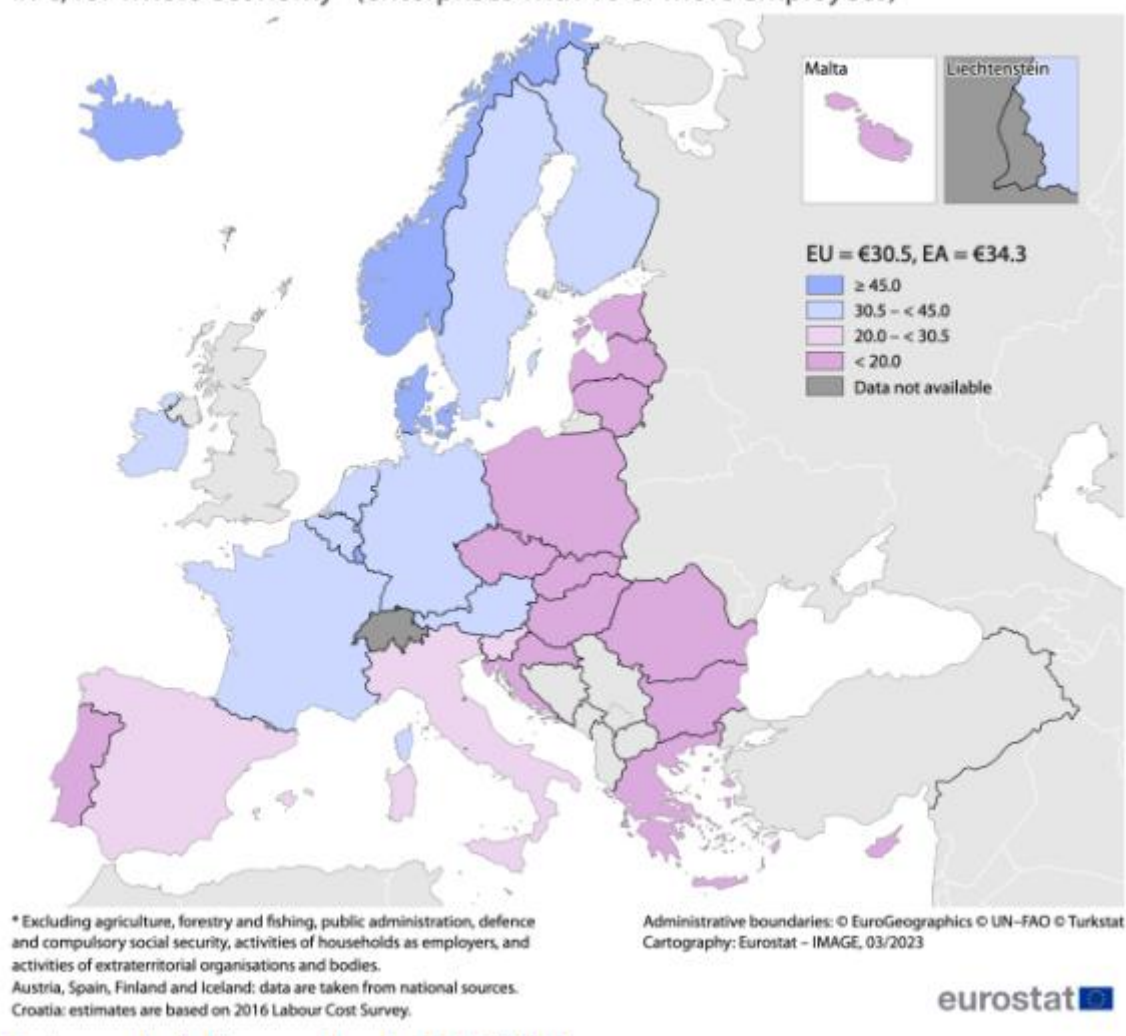 Malta
Liechtenstein
EU = €30.5, EA = €34.3
≥ 45.0
30.5 – < 45.0
20.0 – < 30.5
< 20.0
Data not available
* Excluding agriculture, forestry and fishing, public administration, defence
and compulsory social security, activities of households as employers, and
activities of extraterritorial organisations and bodies.
Austria, Spain, Finland and Iceland: data are taken from national sources.
Croatia: estimates are based on 2016 Labour Cost Survey.
Administrative boundaries: © EuroGeographics © UN–FAO © Turkstat
Cartography: Eurostat – IMAGE, 03/2023
eurostat